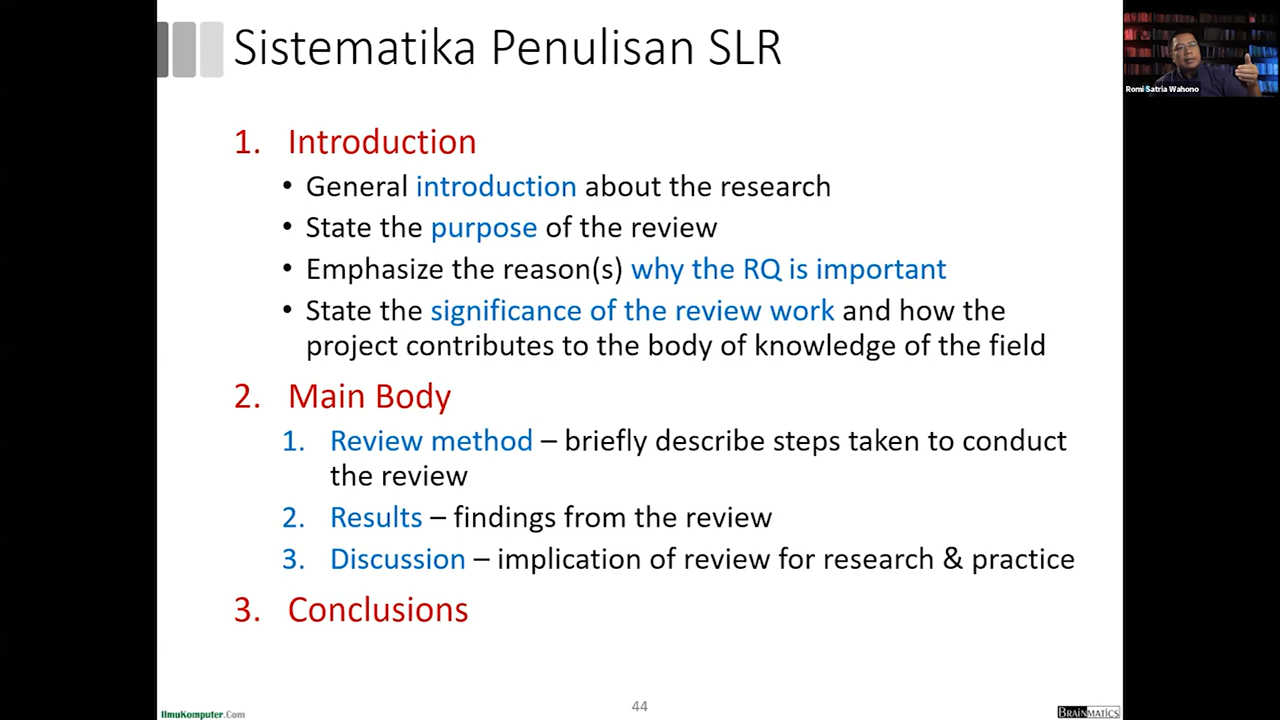 Sistematika Penulisan SLR
Romi Satria Wahono
1. Introduction
• General introduction about the research
• State the purpose of the review
• Emphasize the reason(s) why the RQ is important
• State the significance of the review work and how the
project contributes to the body of knowledge of the field
2. Main Body
1. Review method – briefly describe steps taken to conduct
the review
2. Results – findings from the review
3. Discussion – implication of review for research & practice
3. Conclusions
IlmuKomputer.Com
44
BRAINMATICS